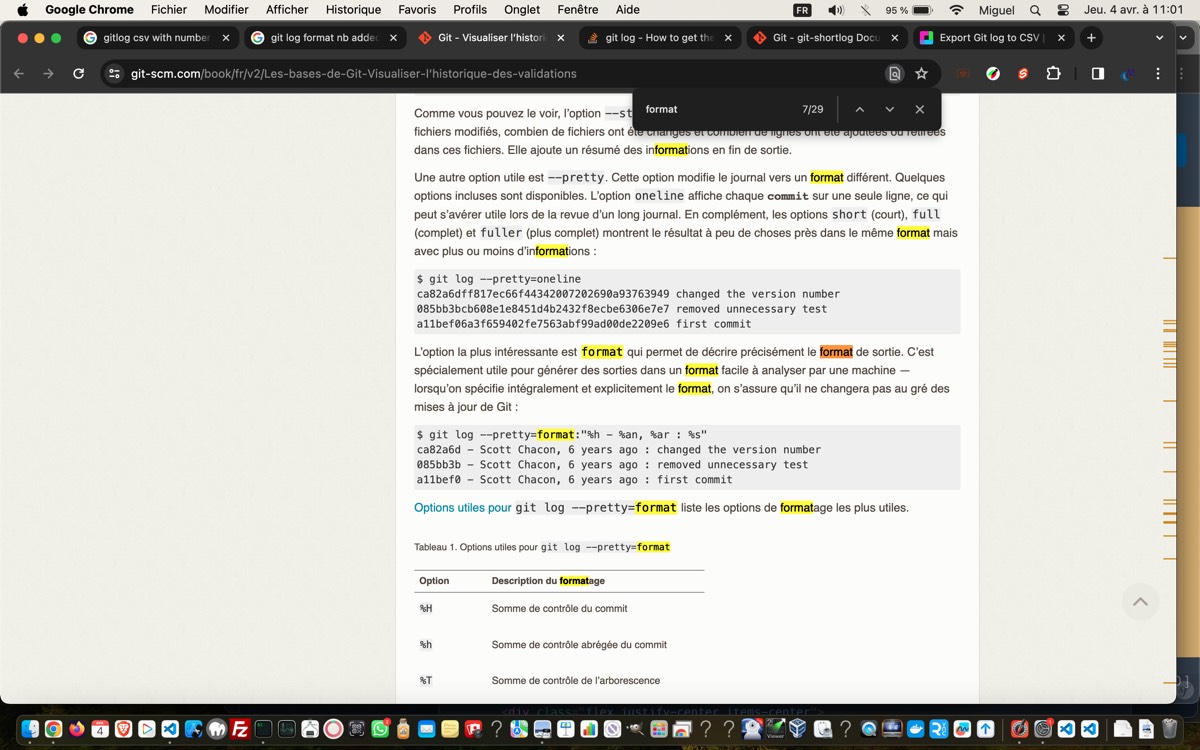 Google Chrome Fichier Modifier Afficher Historique Favoris Profils Onglet Fenêtre Aide FR 95 % Miguel Jeu. 4 avr. à 11:01
gitlog csv with number git log format nb added Git - Visualiser l'histori git log - How to get the Git - git-shortlog Docu Export Git log to CSV |
git-scm.com/book/fr/v2/Les-bases-de-Git-Visualiser-l'historique-des-validations
format 7/29
Comme vous pouvez le voir, l'option --st
fichiers modifiés, combien de fichiers ont été changés et combien de lignes ont été ajoutées ou retirées
dans ces fichiers. Elle ajoute un résumé des informations en fin de sortie.
Une autre option utile est --pretty. Cette option modifie le journal vers un format différent. Quelques
options incluses sont disponibles. L'option oneline affiche chaque commit sur une seule ligne, ce qui
peut s'avérer utile lors de la revue d'un long journal. En complément, les options short (court), full
(complet) et fuller (plus complet) montrent le résultat à peu de choses près dans le même format mais
avec plus ou moins d'informations :
$ git log --pretty=oneline
ca82a6dff817ec66f44342007202690a93763949 changed the version number
085bb3bcb608e1e8451d4b2432f8ecbe6306e7e7 removed unnecessary test
a11bef06a3f659402fe7563abf99ad00de2209e6 first commit
L'option la plus intéressante est format qui permet de décrire précisément le format de sortie. C'est
spécialement utile pour générer des sorties dans un format facile à analyser par une machine —
lorsqu'on spécifie intégralement et explicitement le format, on s'assure qu'il ne changera pas au gré des
mises à jour de Git :
$ git log --pretty=format:"%h - %an, %ar : %s"
ca82a6d - Scott Chacon, 6 years ago : changed the version number
085bb3b - Scott Chacon, 6 years ago : removed unnecessary test
a11bef0 - Scott Chacon, 6 years ago : first commit
Options utiles pour git log --pretty=format liste les options de formatage les plus utiles.
Tableau 1. Options utiles pour git log --pretty=format
Option Description du formatage
%H Somme de contrôle du commit
%h Somme de contrôle abrégée du commit
%T Somme de contrôle de l'arborescence
<div class="flex justify-center items-center">